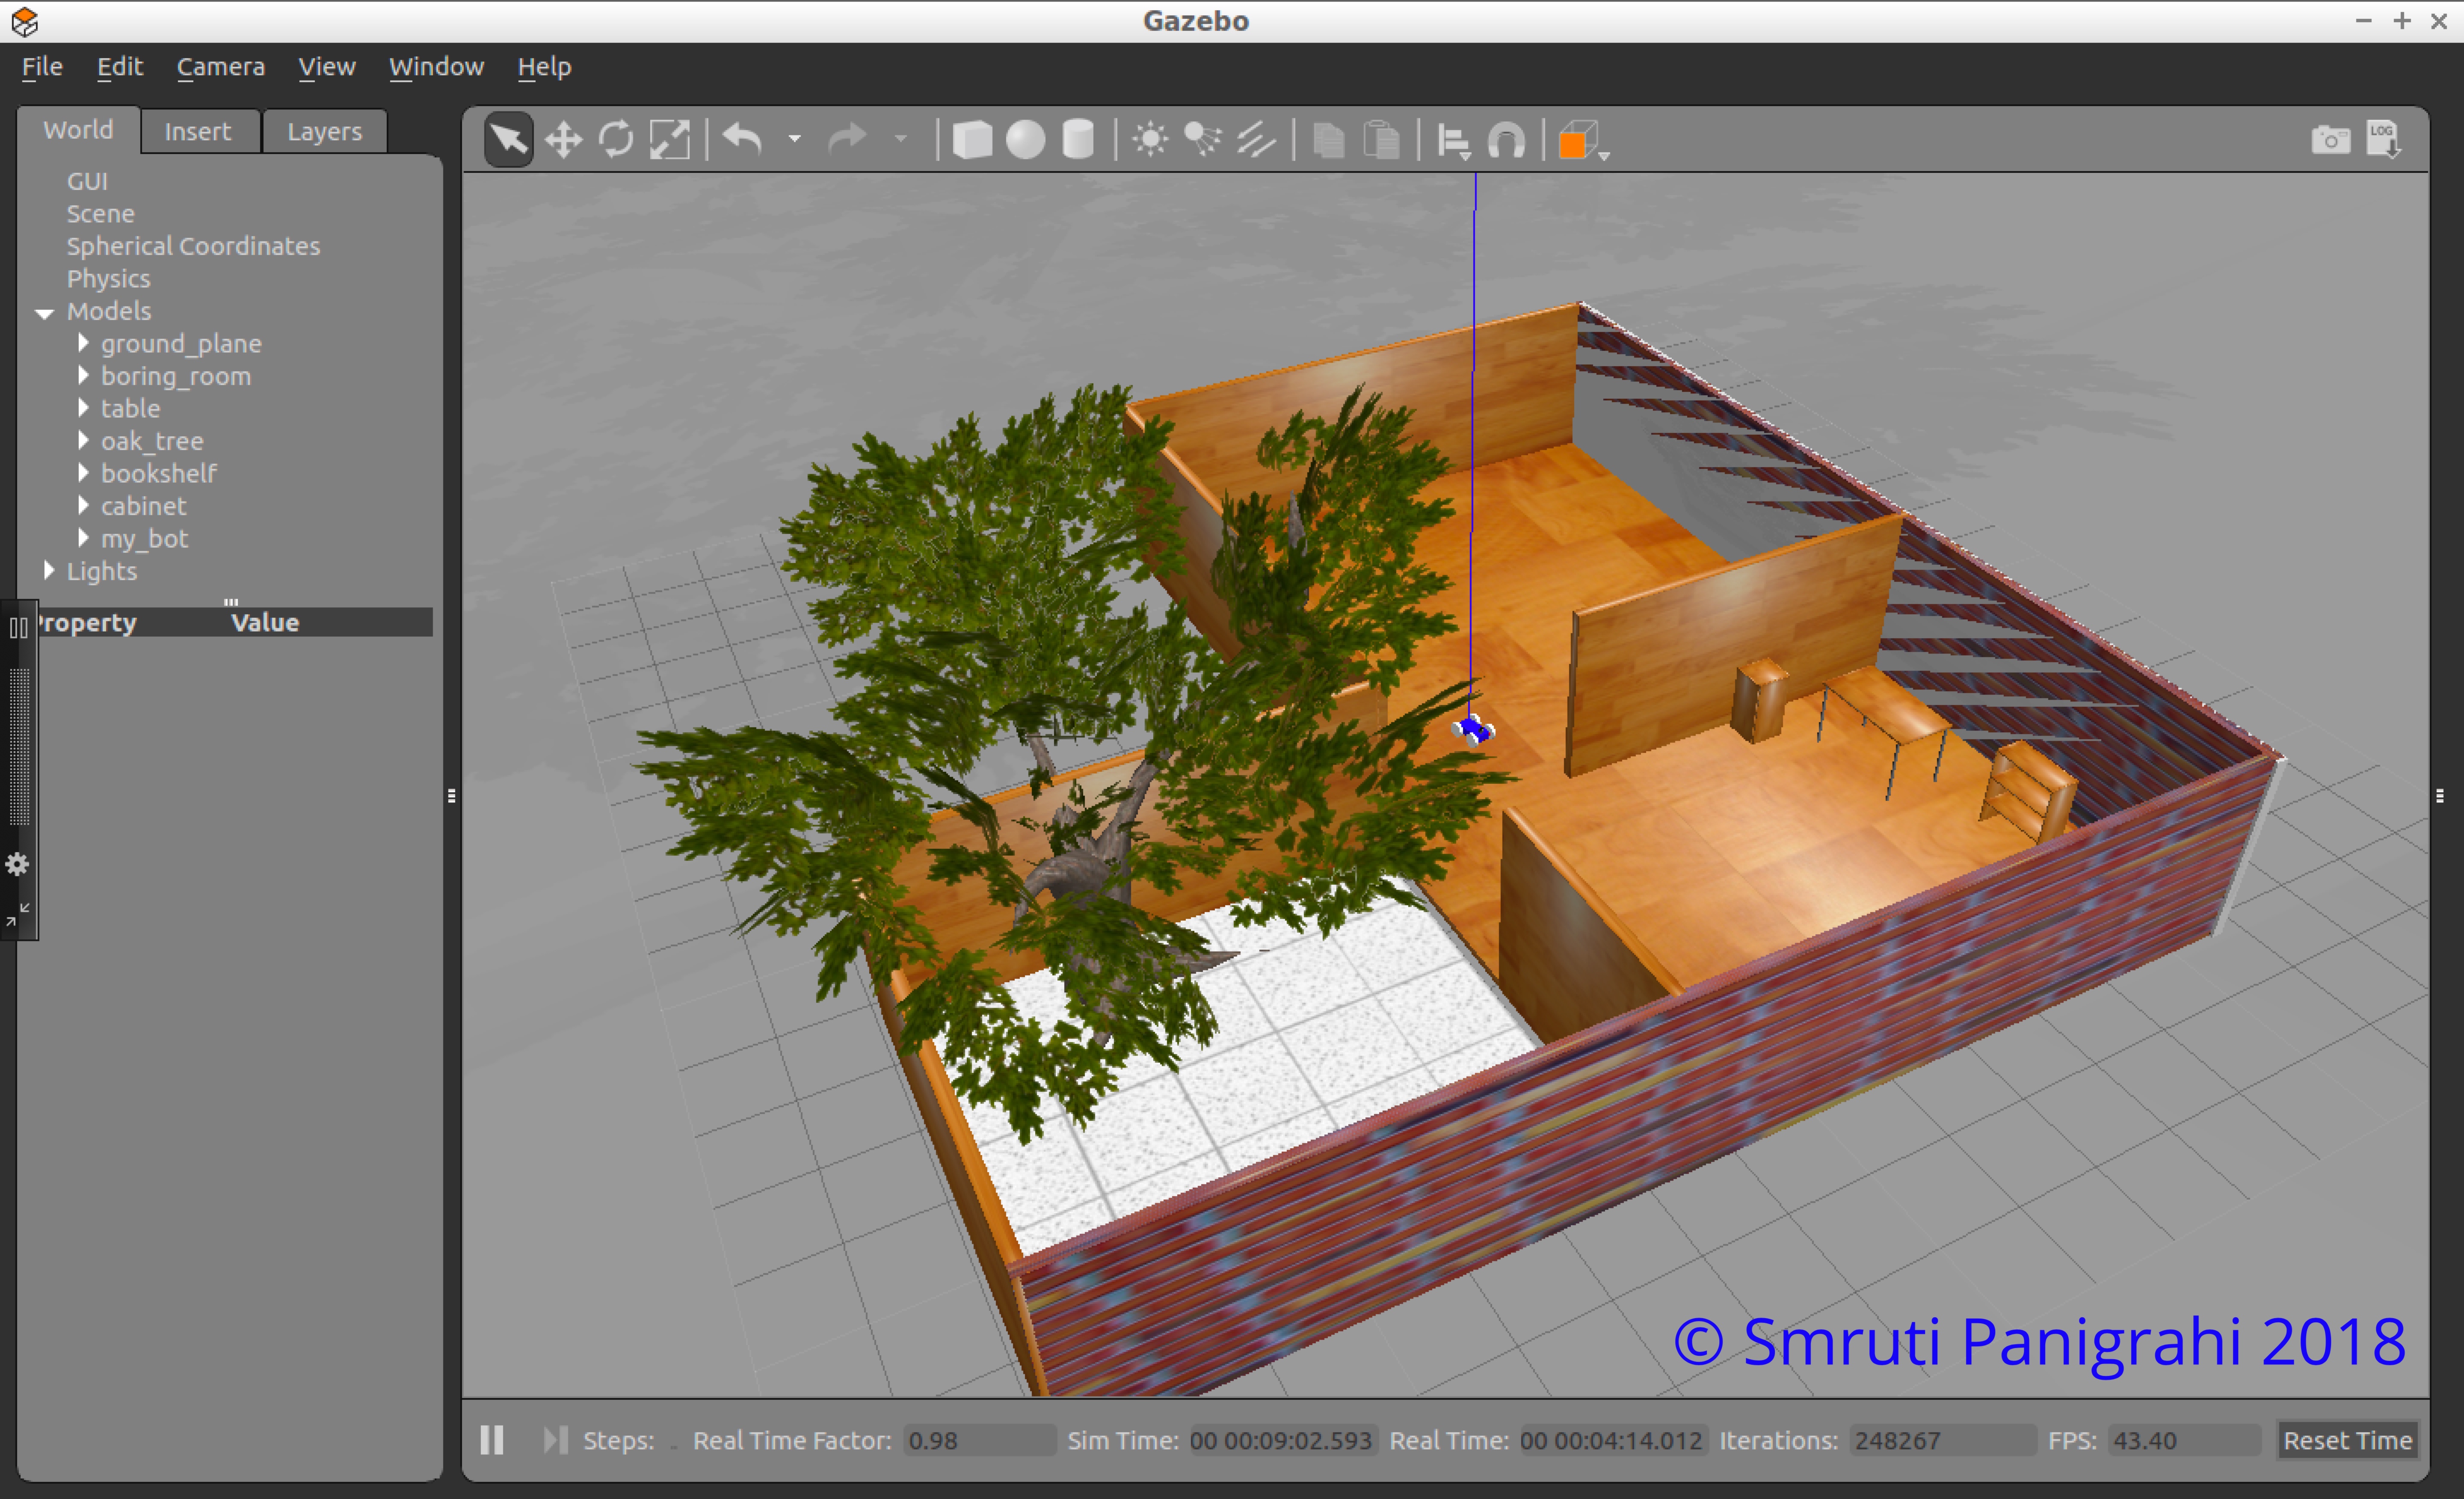 Gazebo
File Edit Camera View Window Help
World Insert Layers
LOG
GUI
Scene
Spherical Coordinates
Physics
Models
ground_plane
boring_room
table
oak_tree
bookshelf
cabinet
my_bot
Lights
roperty Value
© Smruti Panigrahi 2018
Steps: Real Time Factor: 0.98 Sim Time: 00 00:09:02.593 Real Time: 00 00:04:14.012 Iterations: 248267 FPS: 43.40 Reset Time